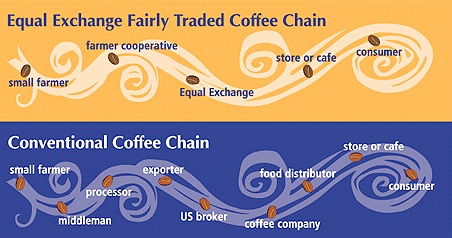 Equal Exchange Fairly Traded Coffee Chain
small farmer
farmer cooperative
Equal Exchange
store or cafe
consumer
Conventional Coffee Chain
small farmer
middleman
processor
exporter
US broker
coffee company
food distributor
store or cafe
consumer